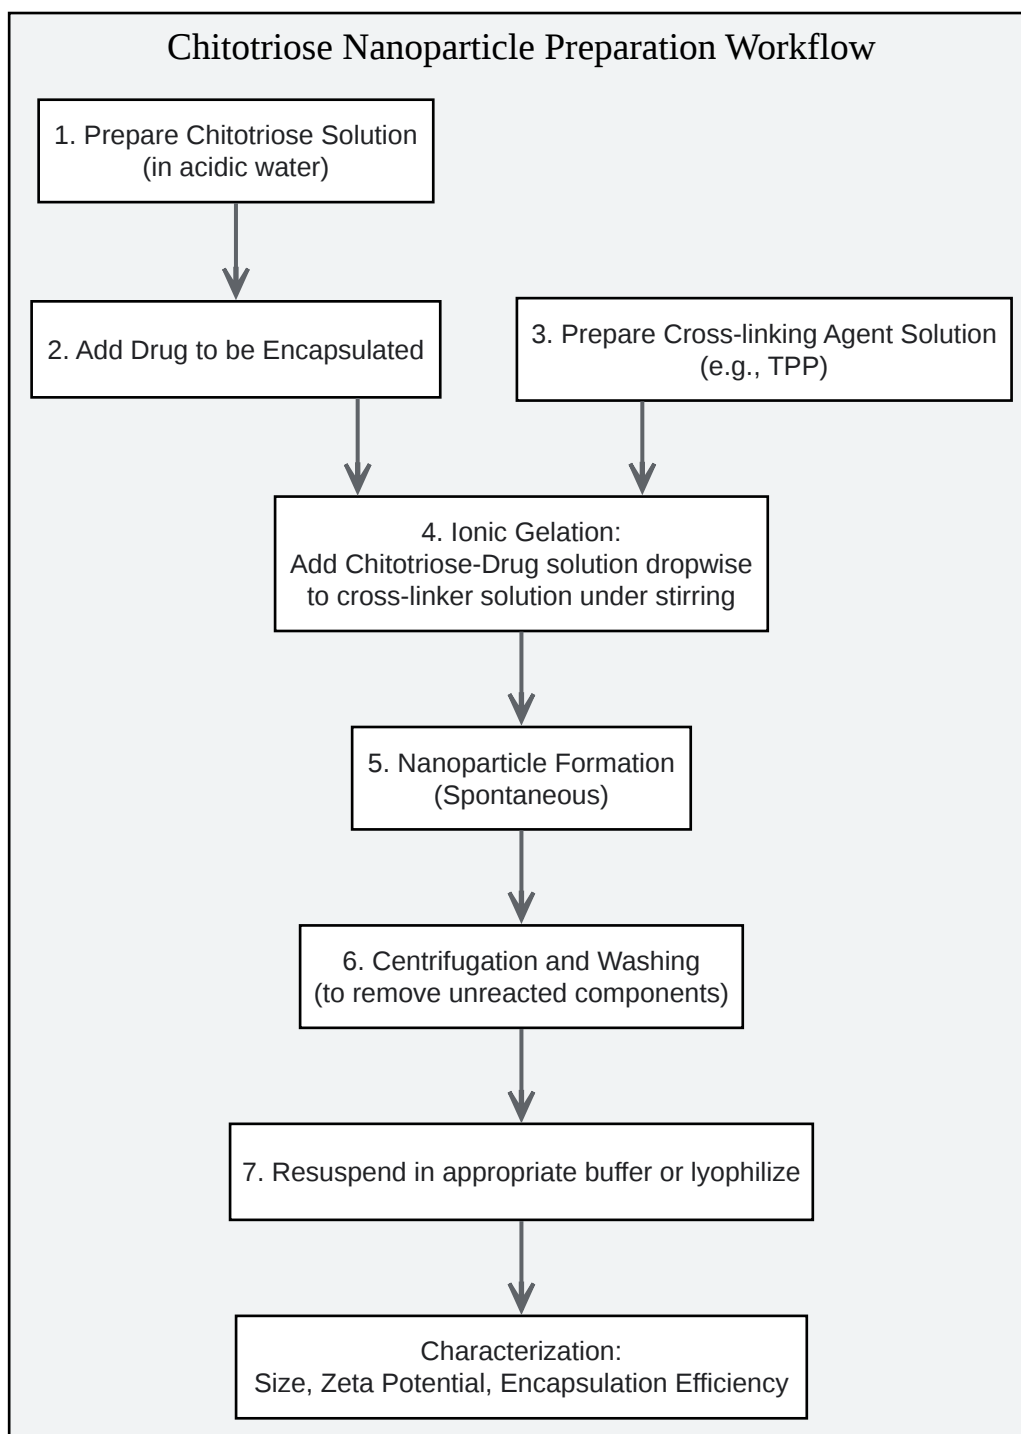 Chitotriose Nanoparticle Preparation Workflow
1. Prepare Chitotriose Solution
(in acidic water)
2. Add Drug to be Encapsulated
3. Prepare Cross-linking Agent Solution
(e.g., TPP)
4. Ionic Gelation:
Add Chitotriose-Drug solution dropwise
to cross-linker solution under stirring
5. Nanoparticle Formation
(Spontaneous)
6. Centrifugation and Washing
(to remove unreacted components)
7. Resuspend in appropriate buffer or lyophilize
Characterization:
Size, Zeta Potential, Encapsulation Efficiency